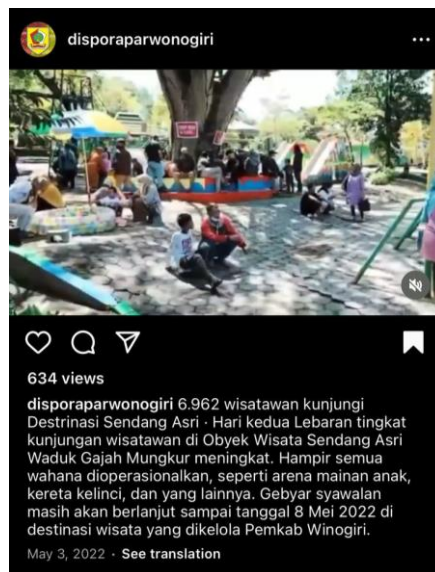 disporaparwonogiri
634 views
disporaparwonogiri 6.962 wisatawan kunjungi
Destrinasi Sendang Asri · Hari kedua Lebaran tingkat
kunjungan wisatawan di Obyek Wisata Sendang Asri
Waduk Gajah Mungkur meningkat. Hampir semua
wahana dioperasionalkan, seperti arena mainan anak,
kereta kelinci, dan yang lainnya. Gebyar syawalan
masih akan berlanjut sampai tanggal 8 Mei 2022 di
destinasi wisata yang dikelola Pemkab Winogiri.
May 3, 2022 · See translation